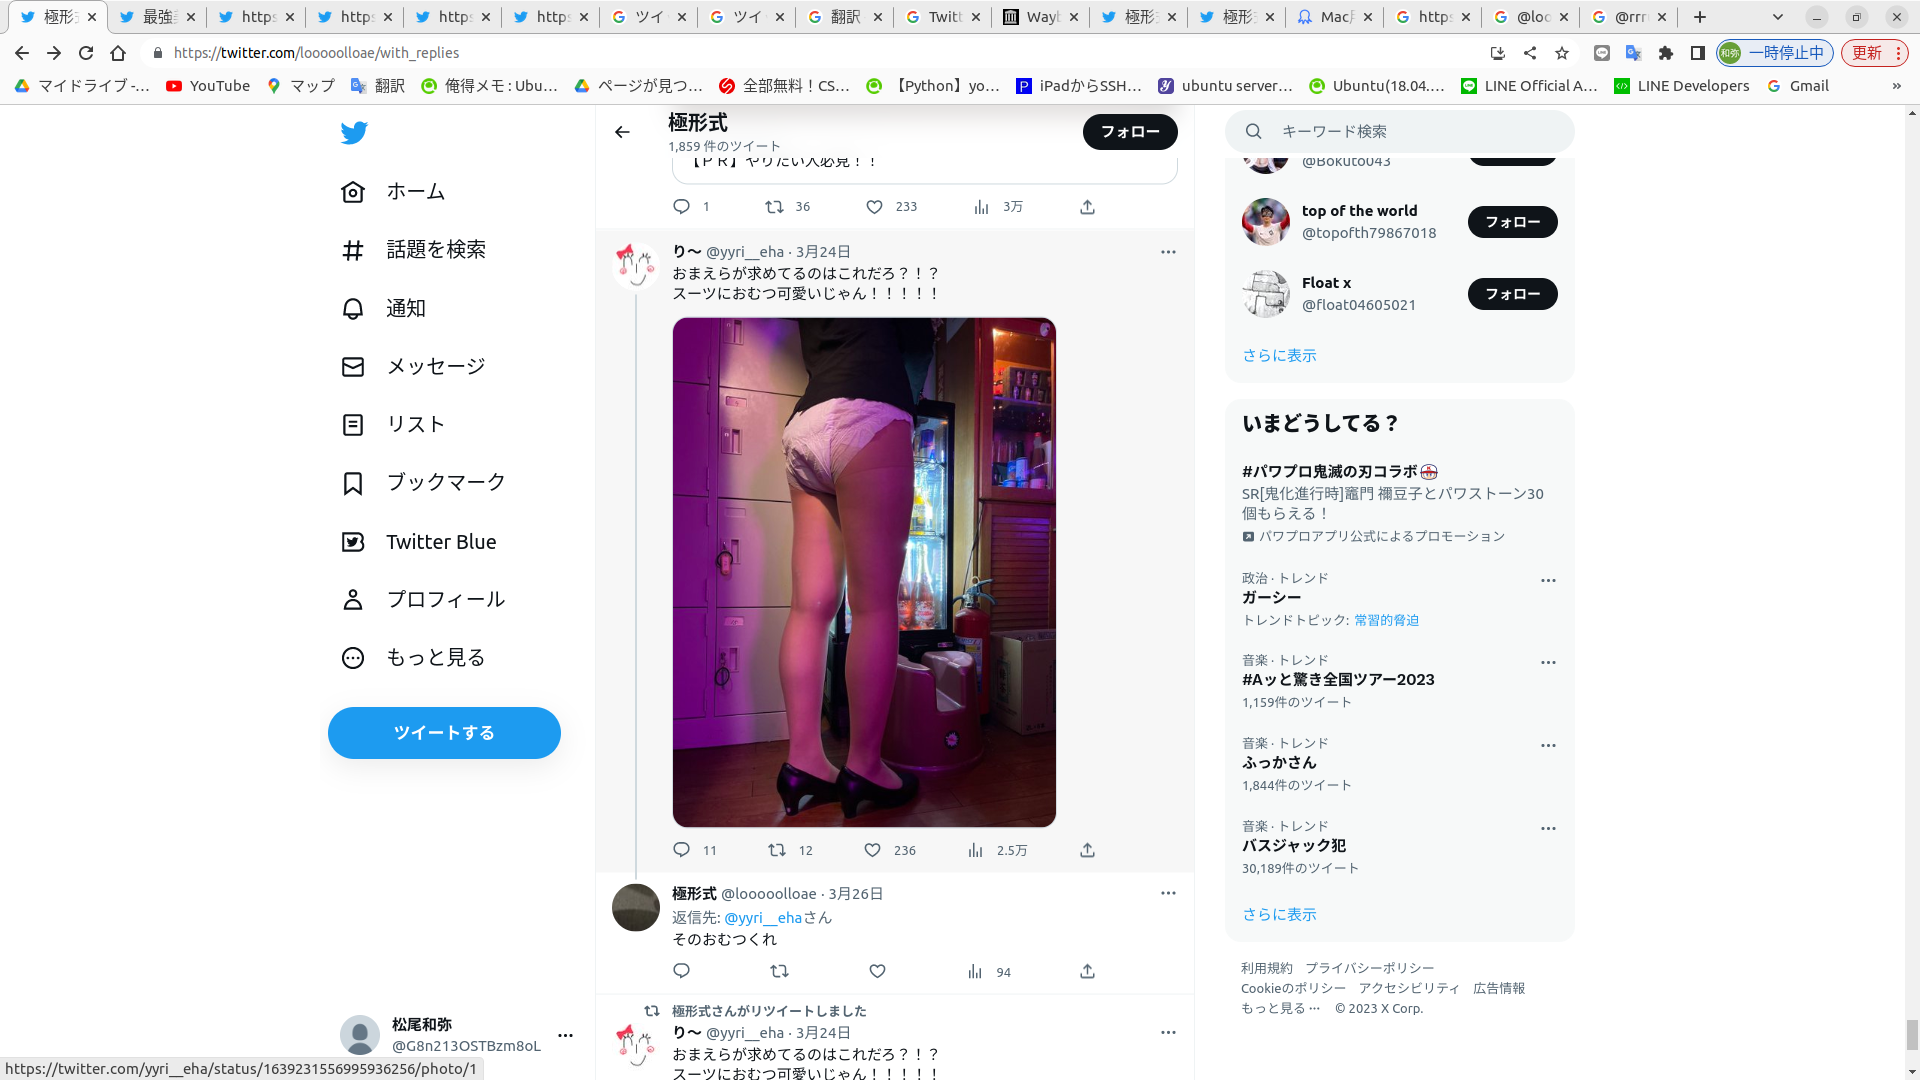 極形式
最強
https
https
https
https
ツイッ
ツイッ
翻訳
Twitt
Wayb
極形式
極形式
Mac
https
@loo
@rrr
https://twitter.com/looooolloae/with_replies
和弥
一時停止中
更新
マイドライブ -...
YouTube
マップ
翻訳
俺得メモ : Ubu...
ページが見つ...
全部無料！CS...
【Python】yo...
iPadからSSH...
ubuntu server...
Ubuntu(18.04....
LINE Official A...
LINE Developers
Gmail
»
ホーム
話題を検索
通知
メッセージ
リスト
ブックマーク
Twitter Blue
プロフィール
もっと見る
ツイートする
松尾和弥
@G8n213OSTBzm8oL
https://twitter.com/yyri__eha/status/1639231556995936256/photo/1
極形式
1,859 件のツイート
フォロー
【ＰＲ】やりたい人必見！！
1
36
233
3万
り〜 @yyri__eha · 3月24日
おまえらが求めてるのはこれだろ？！？
スーツにおむつ可愛いじゃん！！！！！
11
12
236
2.5万
極形式 @looooolloae · 3月26日
返信先: @yyri__ehaさん
そのおむつくれ
94
極形式さんがリツイートしました
り〜 @yyri__eha · 3月24日
おまえらが求めてるのはこれだろ？！？
スーツにおむつ可愛いじゃん！！！！！
キーワード検索
@Bokuto043
top of the world
@topofth79867018
フォロー
Float x
@float04605021
フォロー
さらに表示
いまどうしてる？
#パワプロ鬼滅の刃コラボ
SR[鬼化進行時]竈門 禰豆子とパワストーン30
個もらえる！
パワプロアプリ公式によるプロモーション
政治 · トレンド
ガーシー
トレンドトピック: 常習的脅迫
音楽 · トレンド
#Aッと驚き全国ツアー2023
1,159件のツイート
音楽 · トレンド
ふっかさん
1,844件のツイート
音楽 · トレンド
バスジャック犯
30,189件のツイート
さらに表示
利用規約 プライバシーポリシー
Cookieのポリシー アクセシビリティ 広告情報
もっと見る ··· © 2023 X Corp.